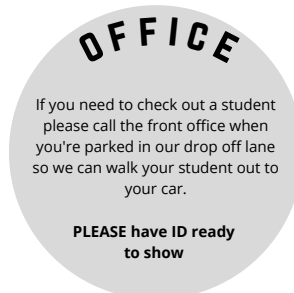 OFFICE
If you need to check out a student
please call the front office when
you're parked in our drop off lane
so we can walk your student out to
your car.
PLEASE have ID ready
to show